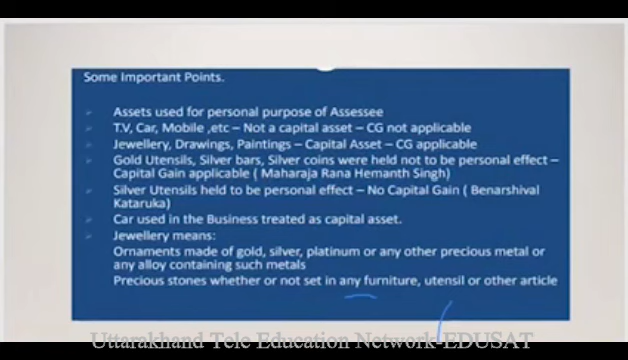 Some Important Points.
Assets used for personal purpose of Assessee
T.V, Car, Mobile ,etc – Not a capital asset – CG not applicable
Jewellery, Drawings, Paintings – Capital Asset – CG applicable
Gold Utensils, Silver bars, Silver coins were held not to be personal effect –
Capital Gain applicable ( Maharaja Rana Hemanth Singh)
Silver Utensils held to be personal effect – No Capital Gain ( Benarshival
Kataruka)
Car used in the Business treated as capital asset.
Jewellery means:
Ornaments made of gold, silver, platinum or any other precious metal or
any alloy containing such metals
Precious stones whether or not set in any furniture, utensil or other article
Uttarakhand Tele Education Network-EDUSAT